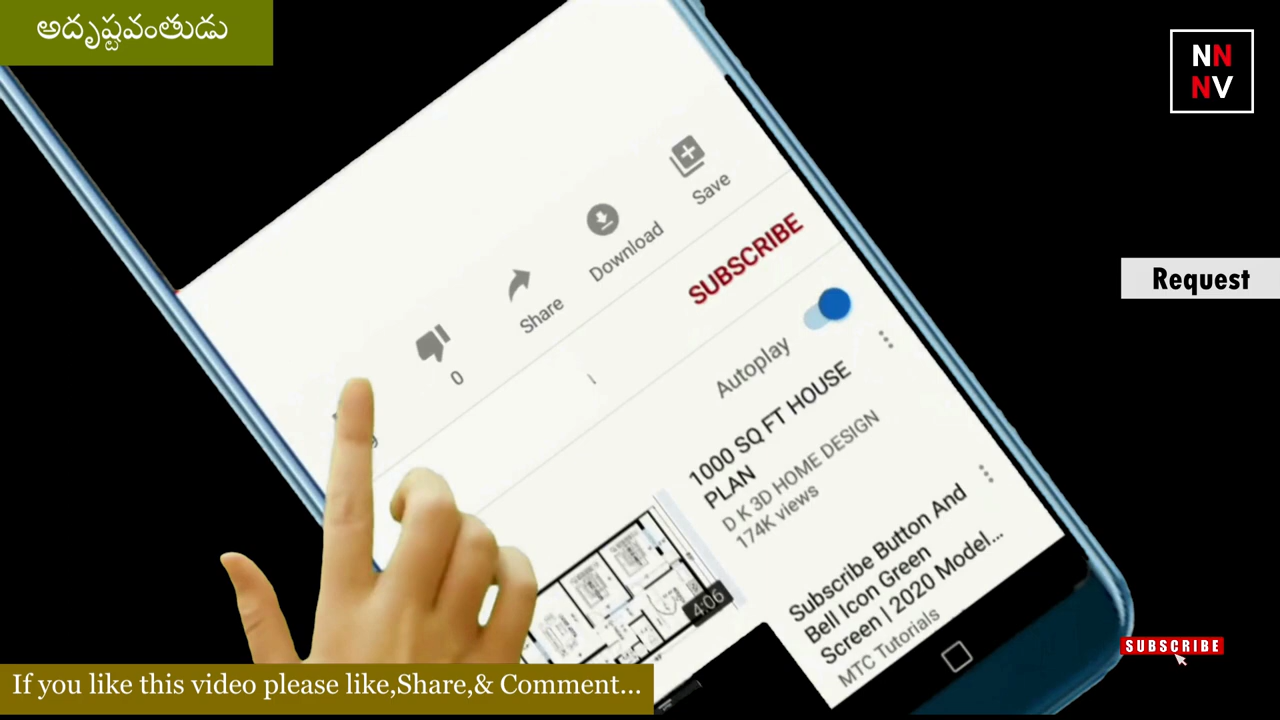 అదృష్టవంతుడు
NN
NV
Request
Save
Download
Share
0
SUBSCRIBE
Autoplay
1000 SQ FT HOUSE
PLAN
D K 3D HOME DESIGN
174K views
4:06
Subscribe Button And
Bell Icon Green
Screen | 2020 Model...
MTC Tutorials
SUBSCRIBE
If you like this video please like,Share,& Comment...